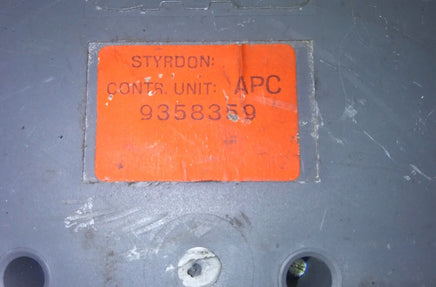 STYRDON:
CONTR. UNIT: APC
9358359